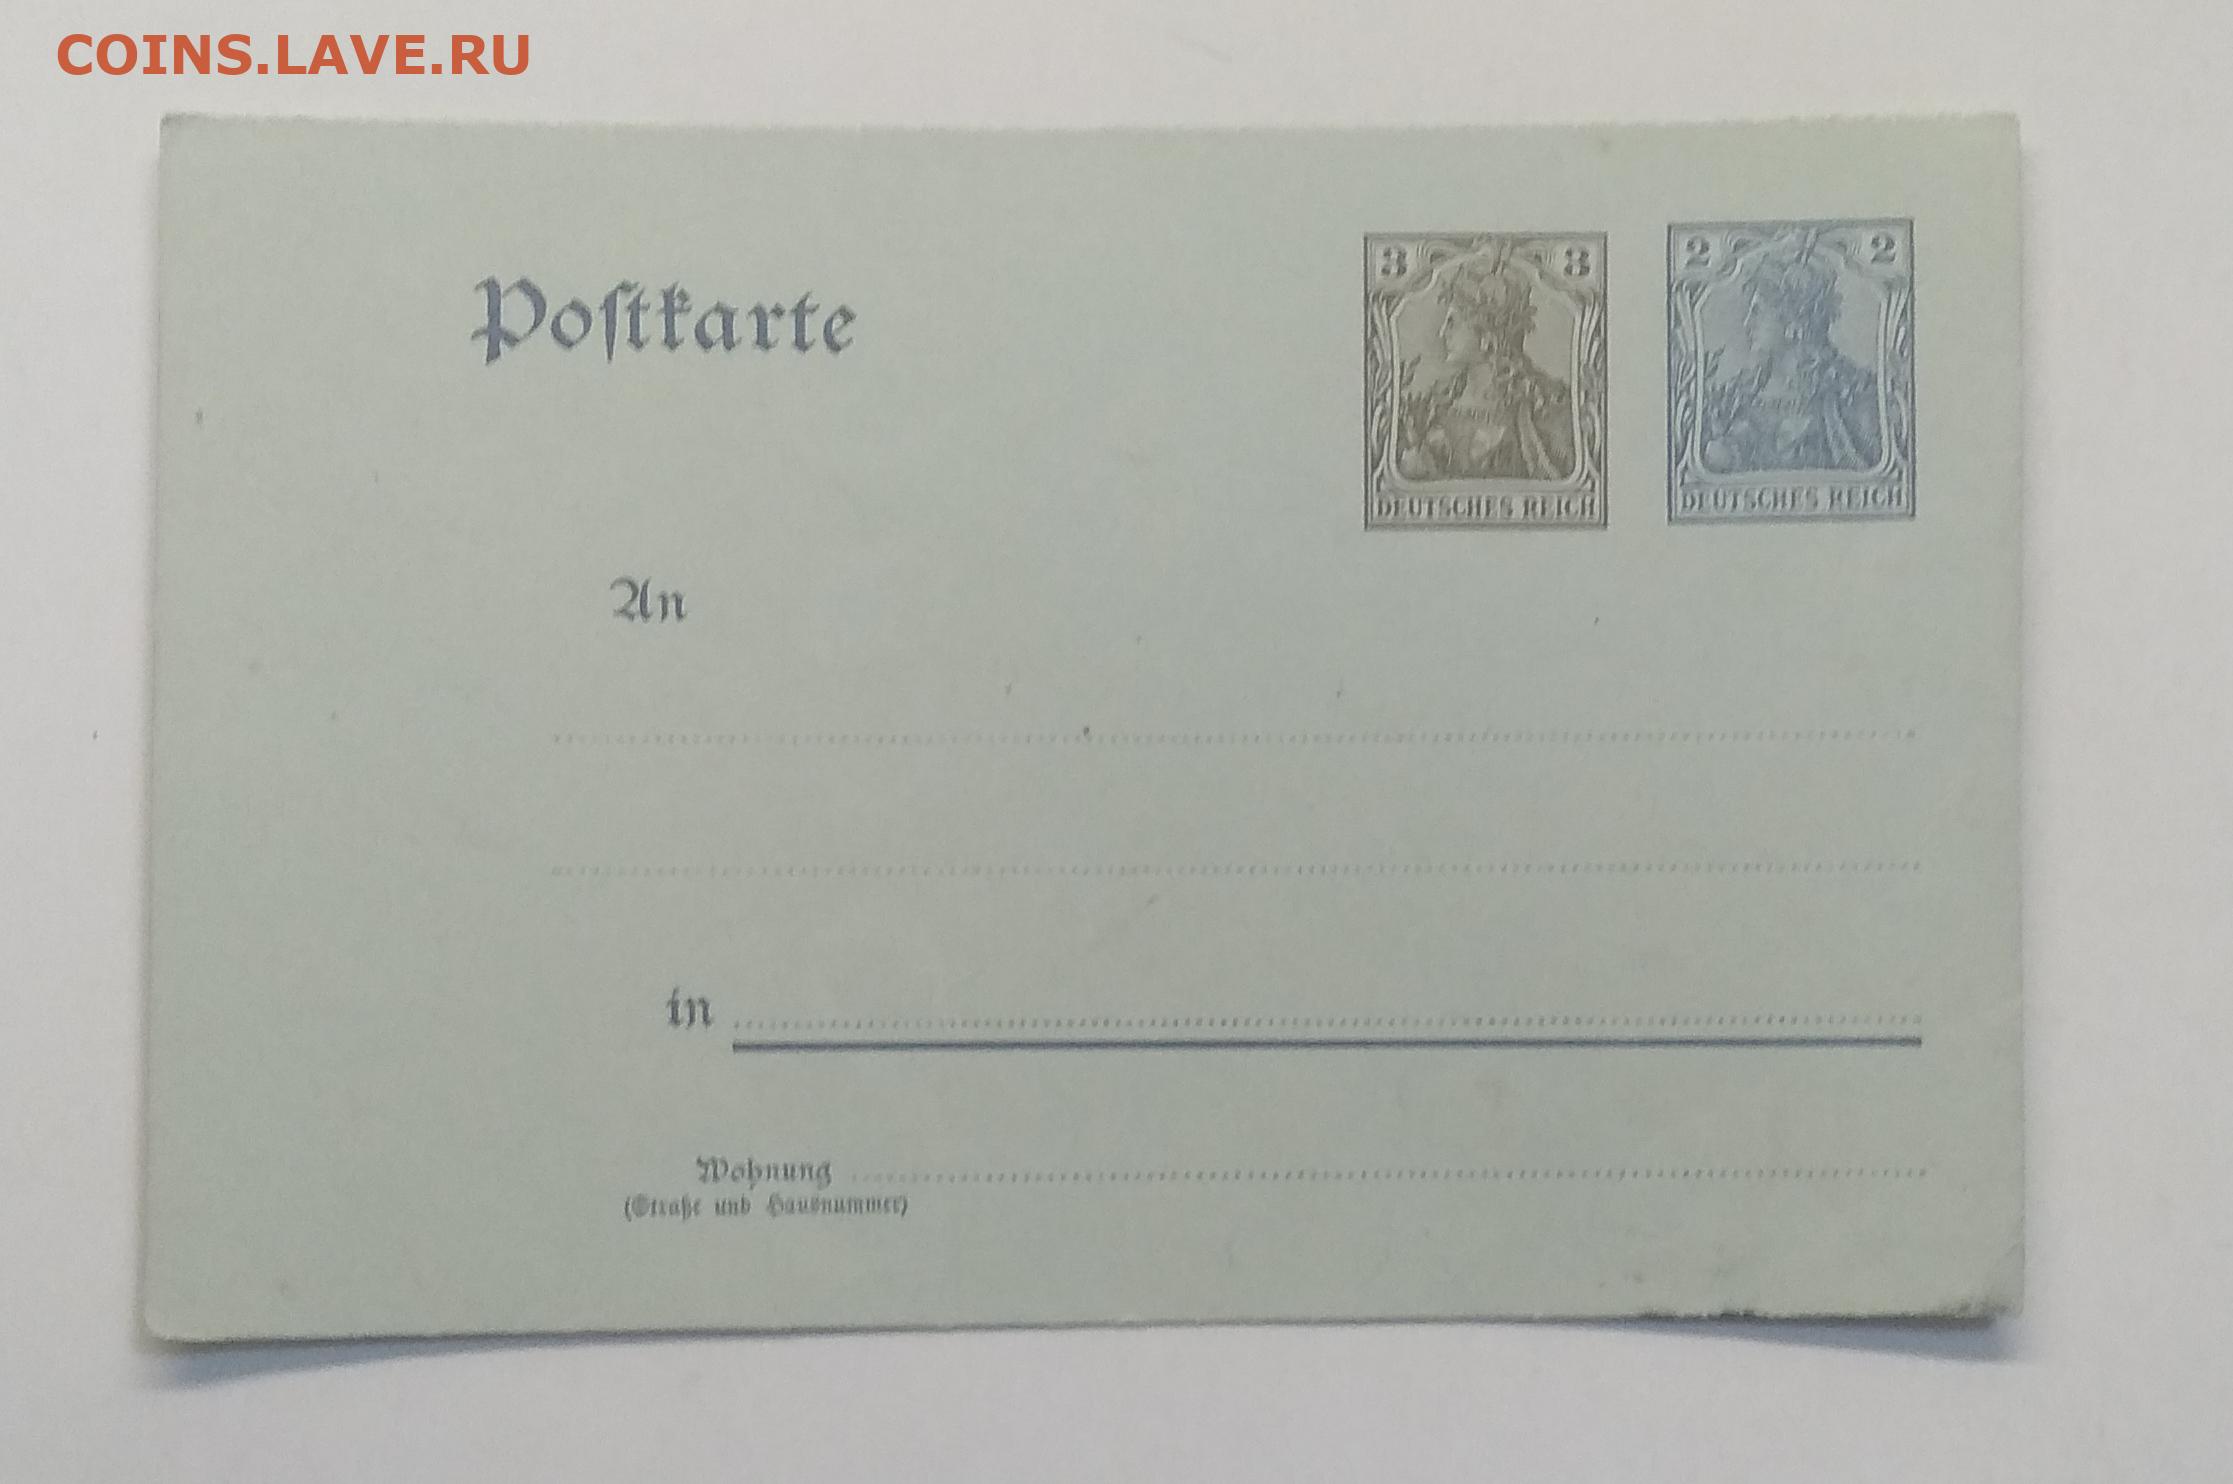 COINS.LAVE.RU
Poſtkarte
3 3
DEUTSCHES REICH
2 2
DEUTSCHES REICH
An
in
Wohnung
(Straße und Hausnummer)